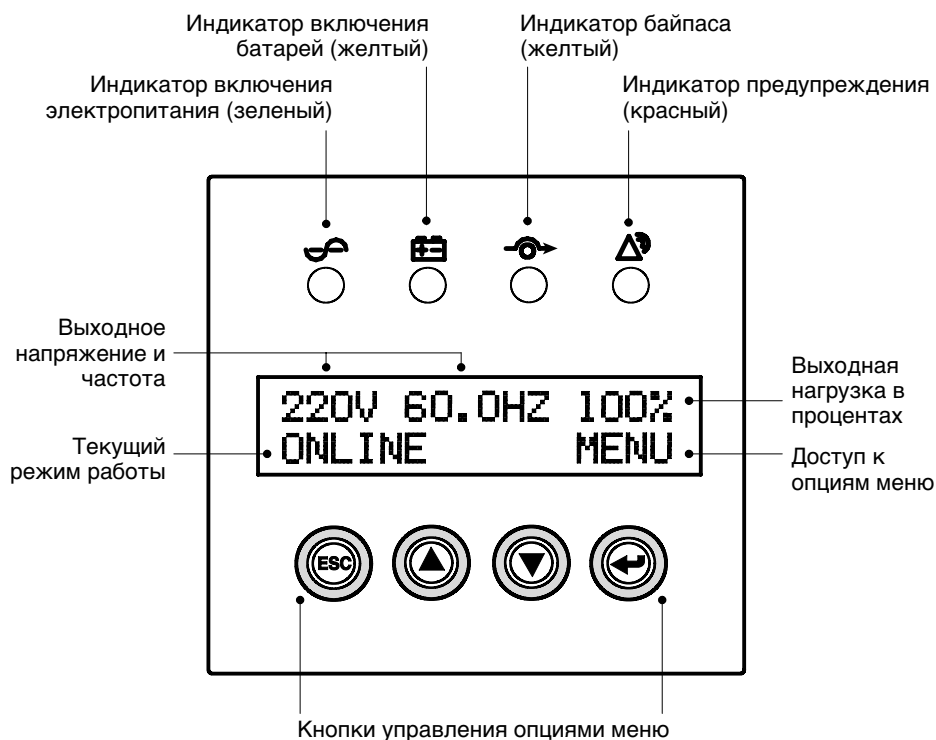 Индикатор включения
батарей (желтый)
Индикатор байпаса
(желтый)
Индикатор включения
электропитания (зеленый)
Индикатор предупреждения
(красный)
Выходное
напряжение и
частота
220V 60.0HZ 100%
ONLINE MENU
Выходная
нагрузка в
процентах
Текущий
режим работы
Доступ к
опциям меню
ESC
Кнопки управления опциями меню